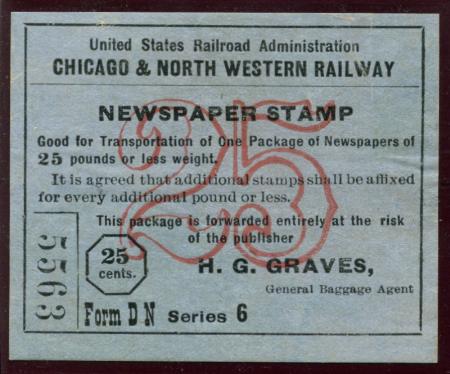 United States Railroad Administration
CHICAGO & NORTH WESTERN RAILWAY
NEWSPAPER STAMP
Good for Transportation of One Package of Newspapers of
25 pounds or less weight.
It is agreed that additional stamps shall be affixed
for every additional pound or less.
This package is forwarded entirely at the risk
of the publisher
25
25
cents.
H. G. GRAVES,
General Baggage Agent
5563
Form D N Series 6